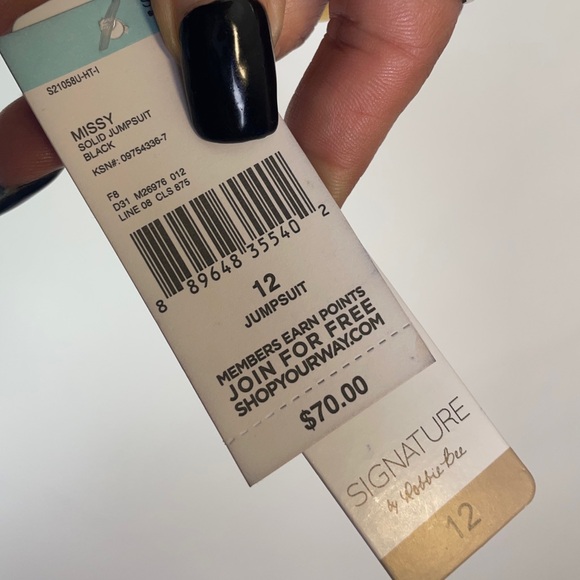 S21058U-HT-I
MISSY
SOLID JUMPSUIT
BLACK
KSN#- 09754336-7
F8
D31 M26976 012
LINE 08 CLS 875
8 89648 35540 2
12
JUMPSUIT
MEMBERS EARN POINTS
JOIN FOR FREE
SHOPYOURWAY.COM
$70.00
SIGNATURE
by Robbie Bee
12